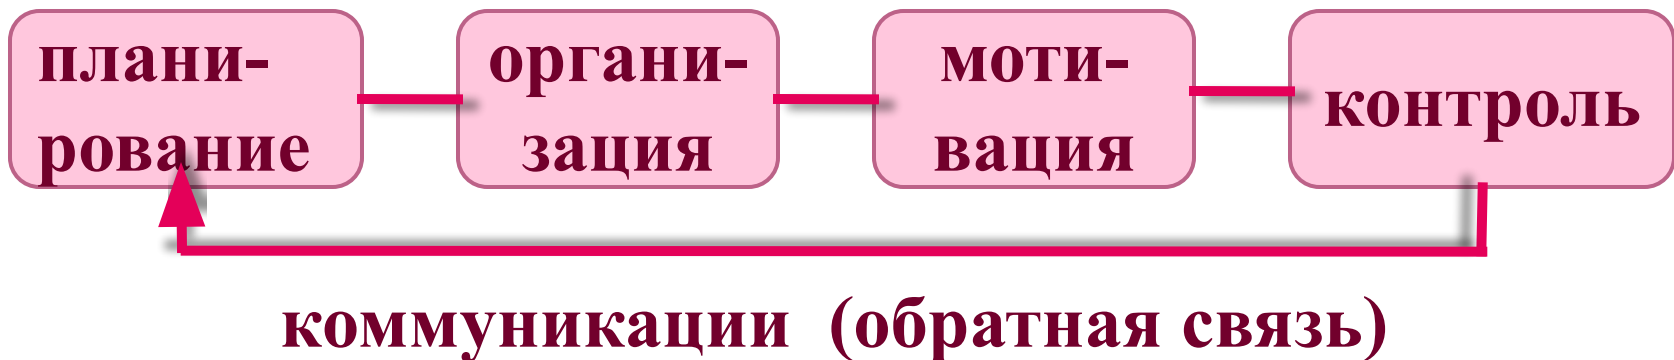 плани-
рование
органи-
зация
моти-
вация
контроль
коммуникации (обратная связь)